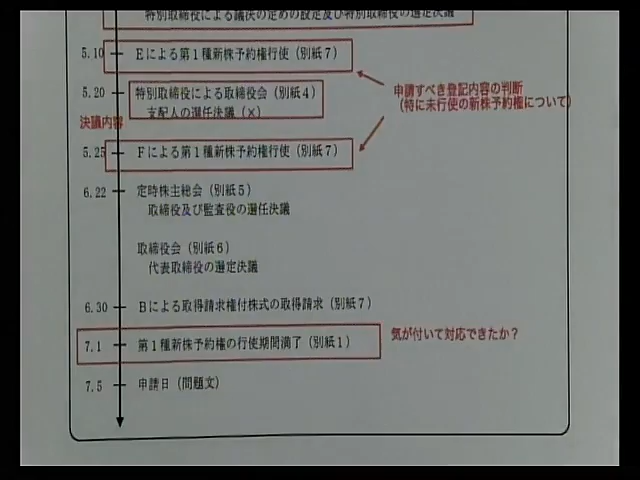 特別取締役による議決の定めの設定及び特別取締役の選定決議
5.10 Eによる第1種新株予約権行使（別紙7）
5.20 特別取締役による取締役会（別紙4）
支配人の選任決議（×）
申請すべき登記内容の判断
（特に未行使の新株予約権について）
決議内容
5.25 Fによる第1種新株予約権行使（別紙7）
6.22 定時株主総会（別紙5）
取締役及び監査役の選任決議
取締役会（別紙6）
代表取締役の選定決議
6.30 Bによる取得請求権付株式の取得請求（別紙7）
7.1 第1種新株予約権の行使期間満了（別紙1）
気が付いて対応できたか？
7.5 申請日（問題文）